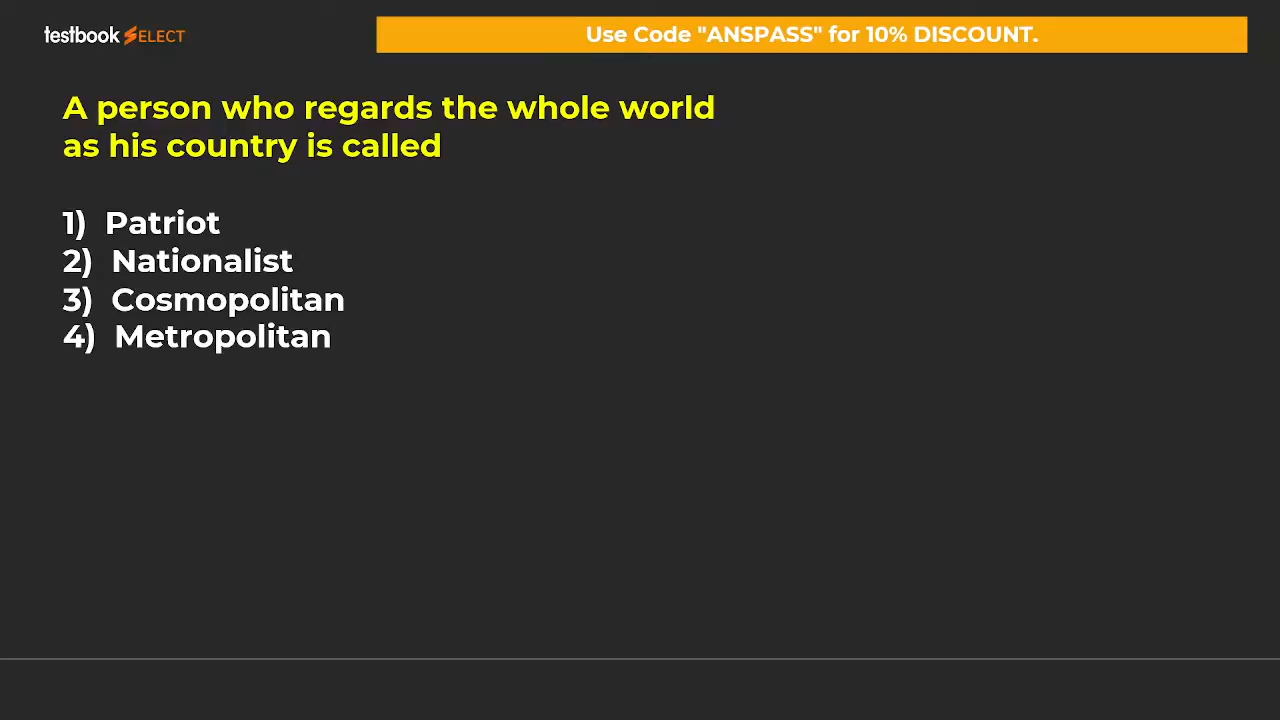 testbook SELECT
Use Code "ANSPASS" for 10% DISCOUNT.
A person who regards the whole world
as his country is called
1) Patriot
2) Nationalist
3) Cosmopolitan
4) Metropolitan